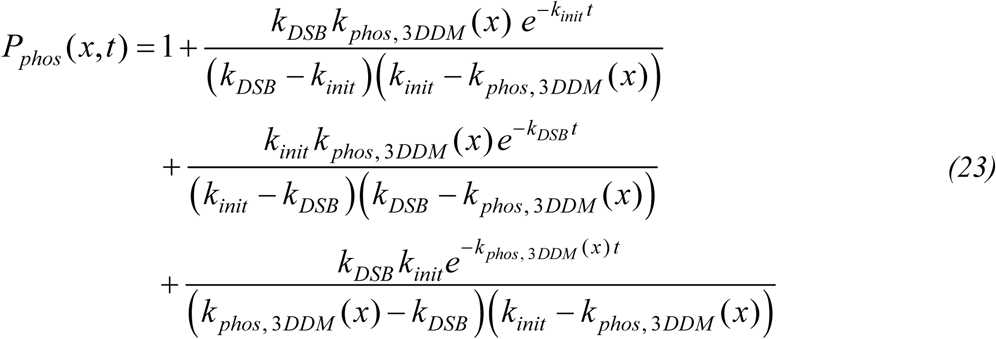 P_{phos}(x,t) = 1 + \frac{k_{DSB} k_{phos,3DDM}(x) e^{-k_{init} t}}{(k_{DSB} - k_{init})(k_{init} - k_{phos,3DDM}(x))}
+ \frac{k_{init} k_{phos,3DDM}(x) e^{-k_{DSB} t}}{(k_{init} - k_{DSB})(k_{DSB} - k_{phos,3DDM}(x))} (23)
+ \frac{k_{DSB} k_{init} e^{-k_{phos,3DDM}(x) t}}{(k_{phos,3DDM}(x) - k_{DSB})(k_{init} - k_{phos,3DDM}(x))}